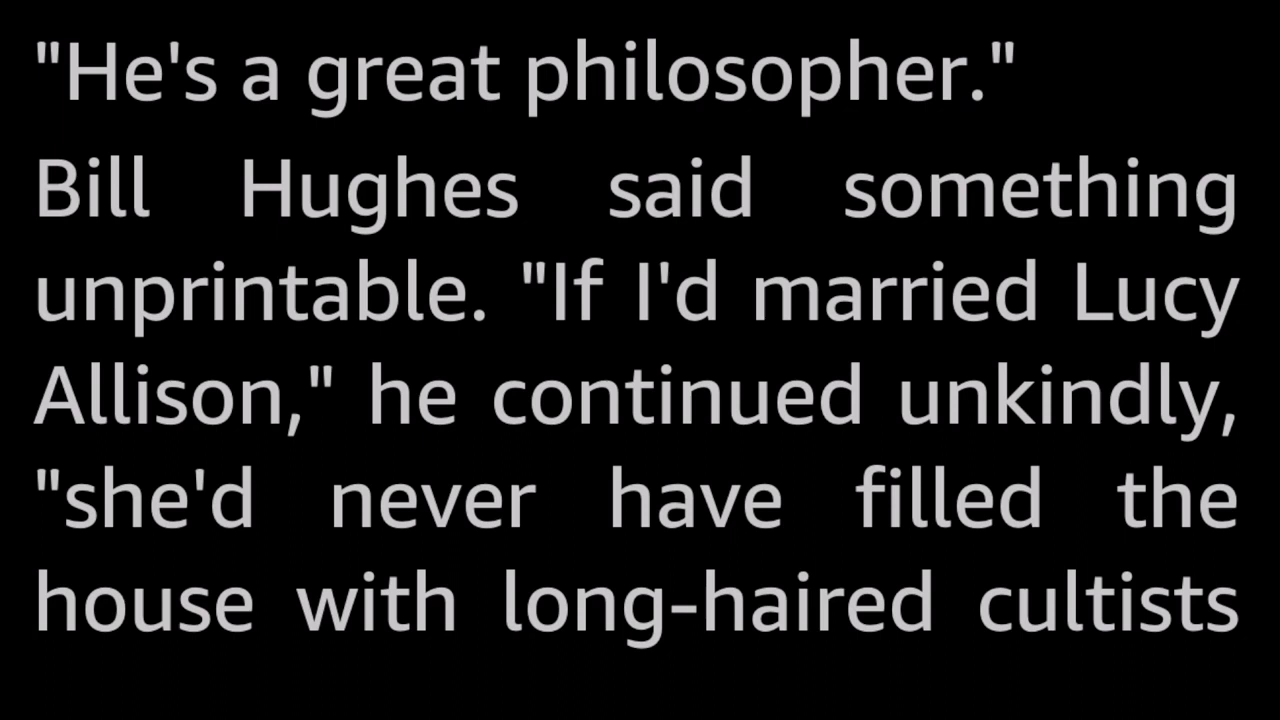 "He's a great philosopher."
Bill Hughes said something
unprintable. "If I'd married Lucy
Allison," he continued unkindly,
"she'd never have filled the
house with long-haired cultists